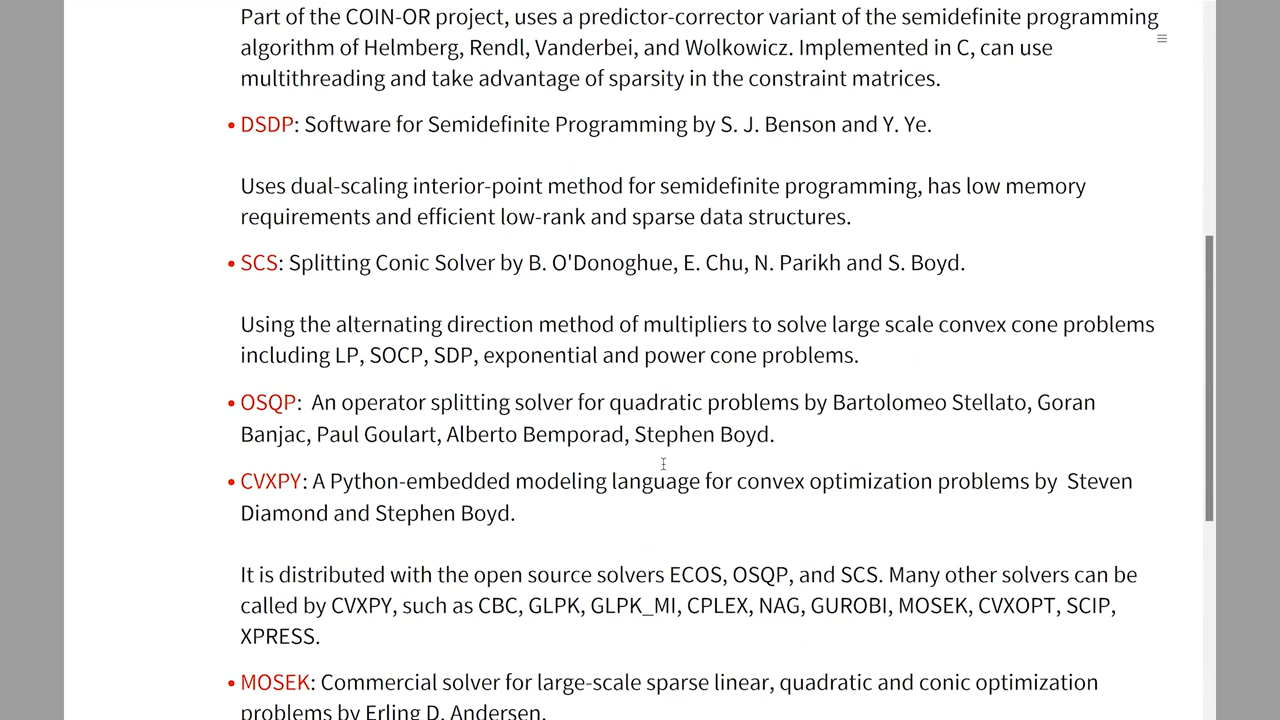 Part of the COIN-OR project, uses a predictor-corrector variant of the semidefinite programming
algorithm of Helmberg, Rendl, Vanderbei, and Wolkowicz. Implemented in C, can use
multithreading and take advantage of sparsity in the constraint matrices.
• DSDP: Software for Semidefinite Programming by S. J. Benson and Y. Ye.
Uses dual-scaling interior-point method for semidefinite programming, has low memory
requirements and efficient low-rank and sparse data structures.
• SCS: Splitting Conic Solver by B. O'Donoghue, E. Chu, N. Parikh and S. Boyd.
Using the alternating direction method of multipliers to solve large scale convex cone problems
including LP, SOCP, SDP, exponential and power cone problems.
• OSQP:  An operator splitting solver for quadratic problems by Bartolomeo Stellato, Goran
Banjac, Paul Goulart, Alberto Bemporad, Stephen Boyd.
• CVXPY: A Python-embedded modeling language for convex optimization problems by  Steven
Diamond and Stephen Boyd.
It is distributed with the open source solvers ECOS, OSQP, and SCS. Many other solvers can be
called by CVXPY, such as CBC, GLPK, GLPK_MI, CPLEX, NAG, GUROBI, MOSEK, CVXOPT, SCIP,
XPRESS.
• MOSEK: Commercial solver for large-scale sparse linear, quadratic and conic optimization
problems by Erling D. Andersen.